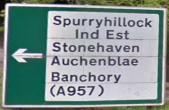 Spurryhillock
Ind Est
Stonehaven
Auchenblae
Banchory
(A957)